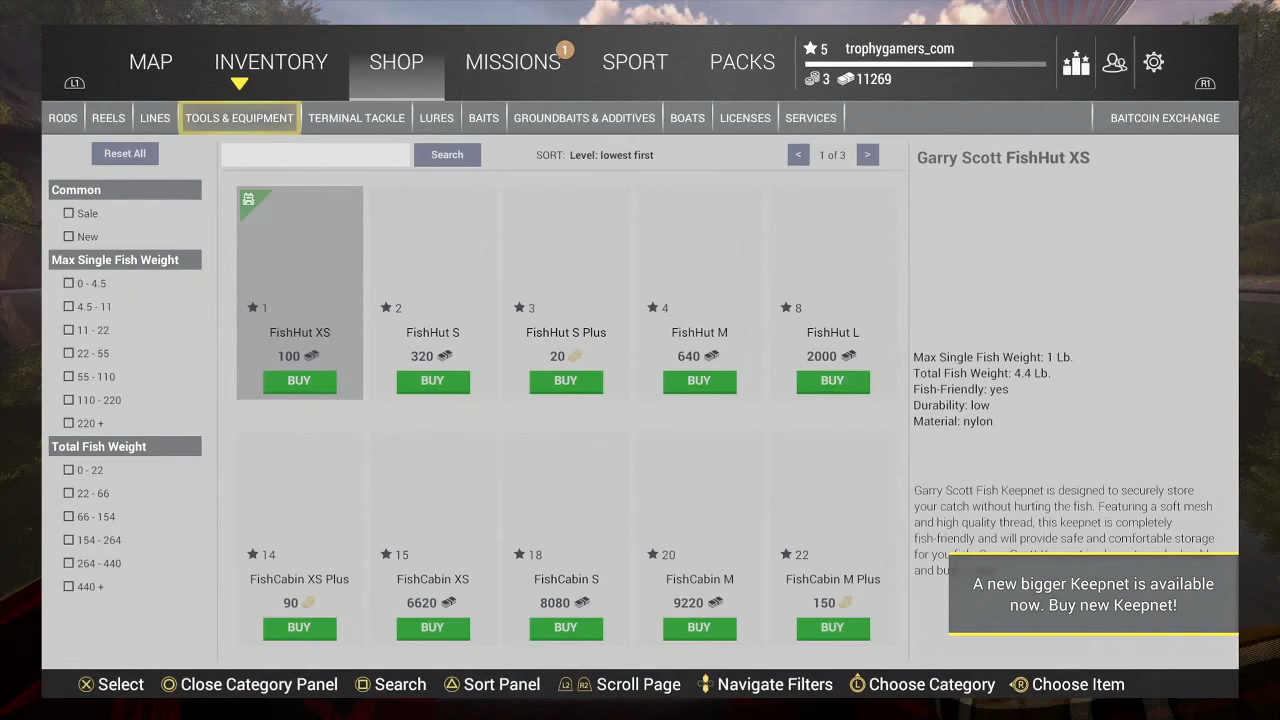 MAP
INVENTORY
SHOP
MISSIONS
1
SPORT
PACKS
5
trophygamers_com
3 11269
L1
R1
RODS
REELS
LINES
TOOLS & EQUIPMENT
TERMINAL TACKLE
LURES
BAITS
GROUNDBAITS & ADDITIVES
BOATS
LICENSES
SERVICES
BAITCOIN EXCHANGE
Reset All
Search
SORT: Level: lowest first
<
1 of 3
>
Common
Sale
New
Max Single Fish Weight
0 - 4.5
4.5 - 11
11 - 22
22 - 55
55 - 110
110 - 220
220 +
Total Fish Weight
0 - 22
22 - 66
66 - 154
154 - 264
264 - 440
440 +
1
FishHut XS
100
BUY
2
FishHut S
320
BUY
3
FishHut S Plus
20
BUY
4
FishHut M
640
BUY
8
FishHut L
2000
BUY
14
FishCabin XS Plus
90
BUY
15
FishCabin XS
6620
BUY
18
FishCabin S
8080
BUY
20
FishCabin M
9220
BUY
22
FishCabin M Plus
150
BUY
Garry Scott FishHut XS
Max Single Fish Weight: 1 Lb.
Total Fish Weight: 4.4 Lb.
Fish-Friendly: yes
Durability: low
Material: nylon
Garry Scott Fish Keepnet is designed to securely store
your catch without hurting the fish. Featuring a soft mesh
and high quality thread, this keepnet is completely
fish-friendly and will provide safe and comfortable storage
for
and
A new bigger Keepnet is available
now. Buy new Keepnet!
Select
Close Category Panel
Search
Sort Panel
L2 R2 Scroll Page
Navigate Filters
L Choose Category
R Choose Item